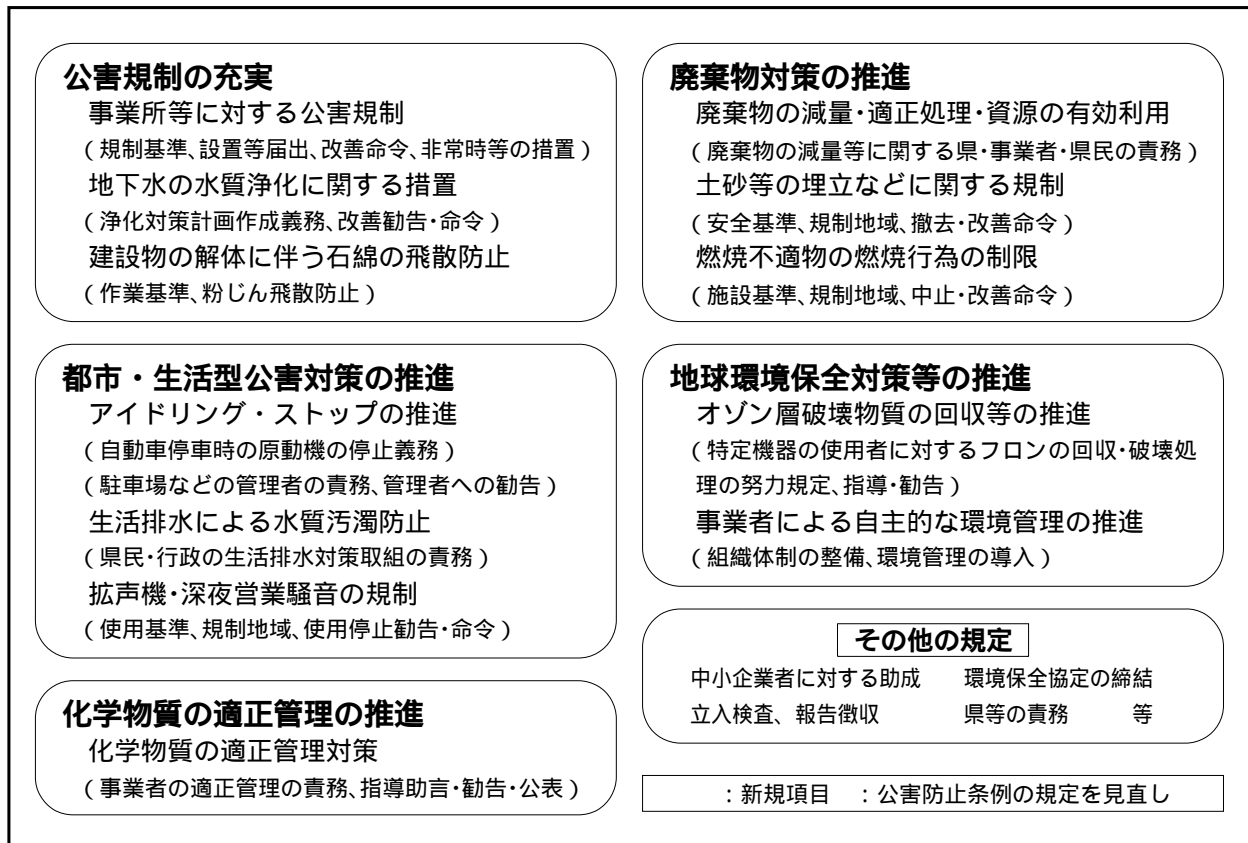 公害規制の充実
事業所等に対する公害規制
（規制基準、設置等届出、改善命令、非常時等の措置）
地下水の水質浄化に関する措置
（浄化対策計画作成義務、改善勧告・命令）
建設物の解体に伴う石綿の飛散防止
（作業基準、粉じん飛散防止）
都市・生活型公害対策の推進
アイドリング・ストップの推進
（自動車停車時の原動機の停止義務）
（駐車場などの管理者の責務、管理者への勧告）
生活排水による水質汚濁防止
（県民・行政の生活排水対策取組の責務）
拡声機・深夜営業騒音の規制
（使用基準、規制地域、使用停止勧告・命令）
化学物質の適正管理の推進
化学物質の適正管理対策
（事業者の適正管理の責務、指導助言・勧告・公表）
廃棄物対策の推進
廃棄物の減量・適正処理・資源の有効利用
（廃棄物の減量等に関する県・事業者・県民の責務）
土砂等の埋立などに関する規制
（安全基準、規制地域、撤去・改善命令）
燃焼不適物の燃焼行為の制限
（施設基準、規制地域、中止・改善命令）
地球環境保全対策等の推進
オゾン層破壊物質の回収等の推進
（特定機器の使用者に対するフロンの回収・破壊処
理の努力規定、指導・勧告）
事業者による自主的な環境管理の推進
（組織体制の整備、環境管理の導入）
その他の規定
中小企業者に対する助成 環境保全協定の締結
立入検査、報告徴収 県等の責務 等
：新規項目 ：公害防止条例の規定を見直し